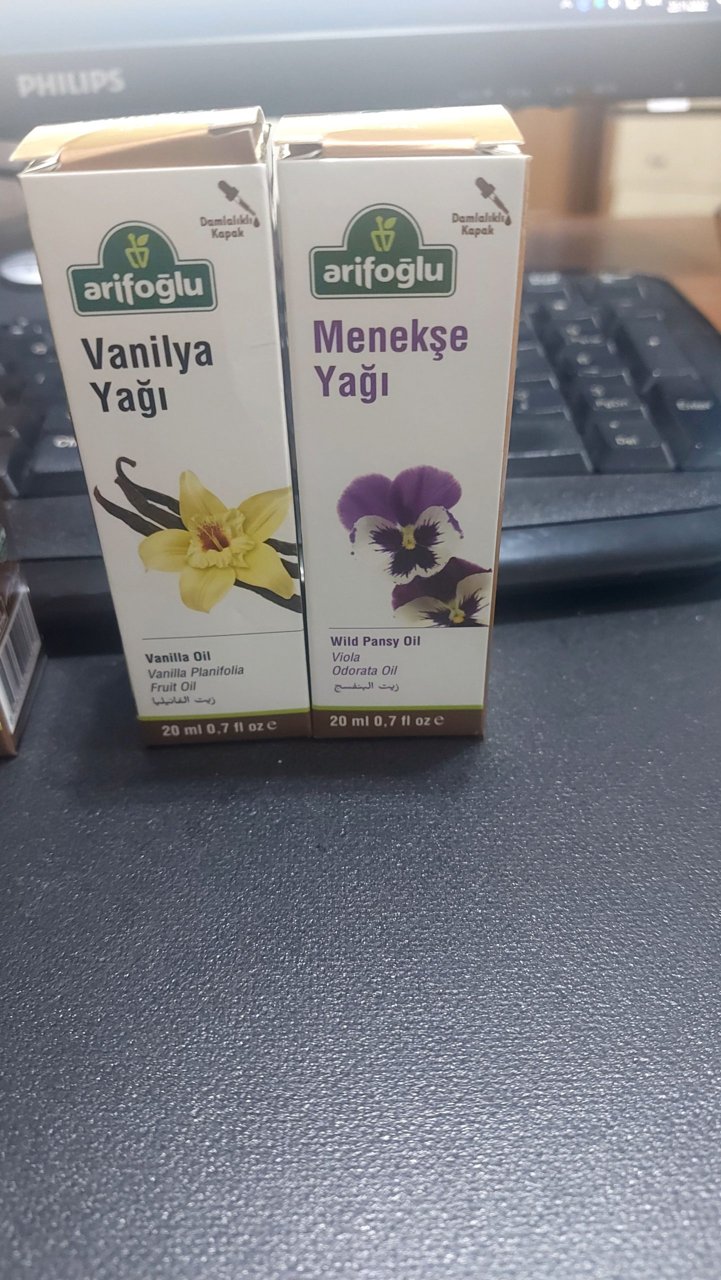 PHILIPS
Damlalıklı
Kapak
arifoğlu
Vanilya
Yağı
Vanilla Oil
Vanilla Planifolia
Fruit Oil
زيت الفانيليا
20 ml 0,7 fl oz e
Damlalıklı
Kapak
arifoğlu
Menekşe
Yağı
Wild Pansy Oil
Viola
Odorata Oil
زيت البنفسج
20 ml 0,7 fl oz e
Enter
Del